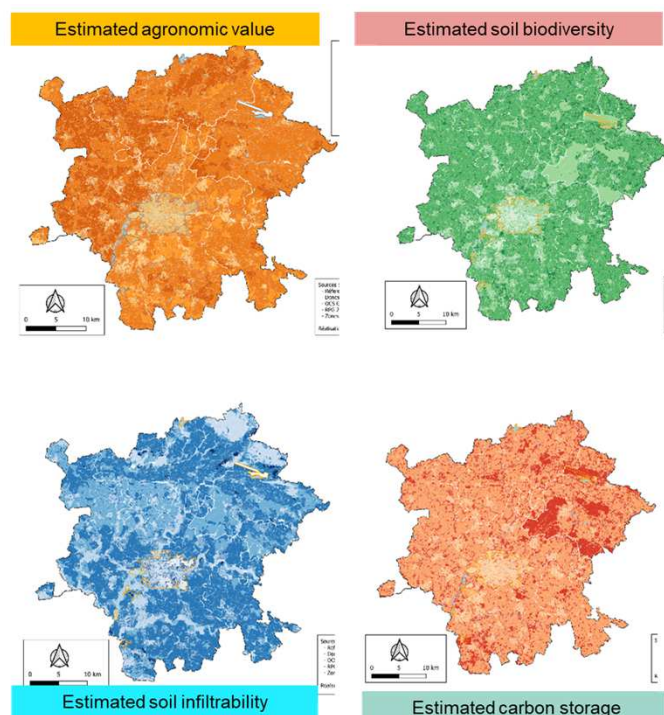 Estimated agronomic value
Estimated soil biodiversity
Sources
0 5 10 km
0 5 10 km
0 5 10 km
0 5 10 km
Estimated soil infiltrability
Estimated carbon storage